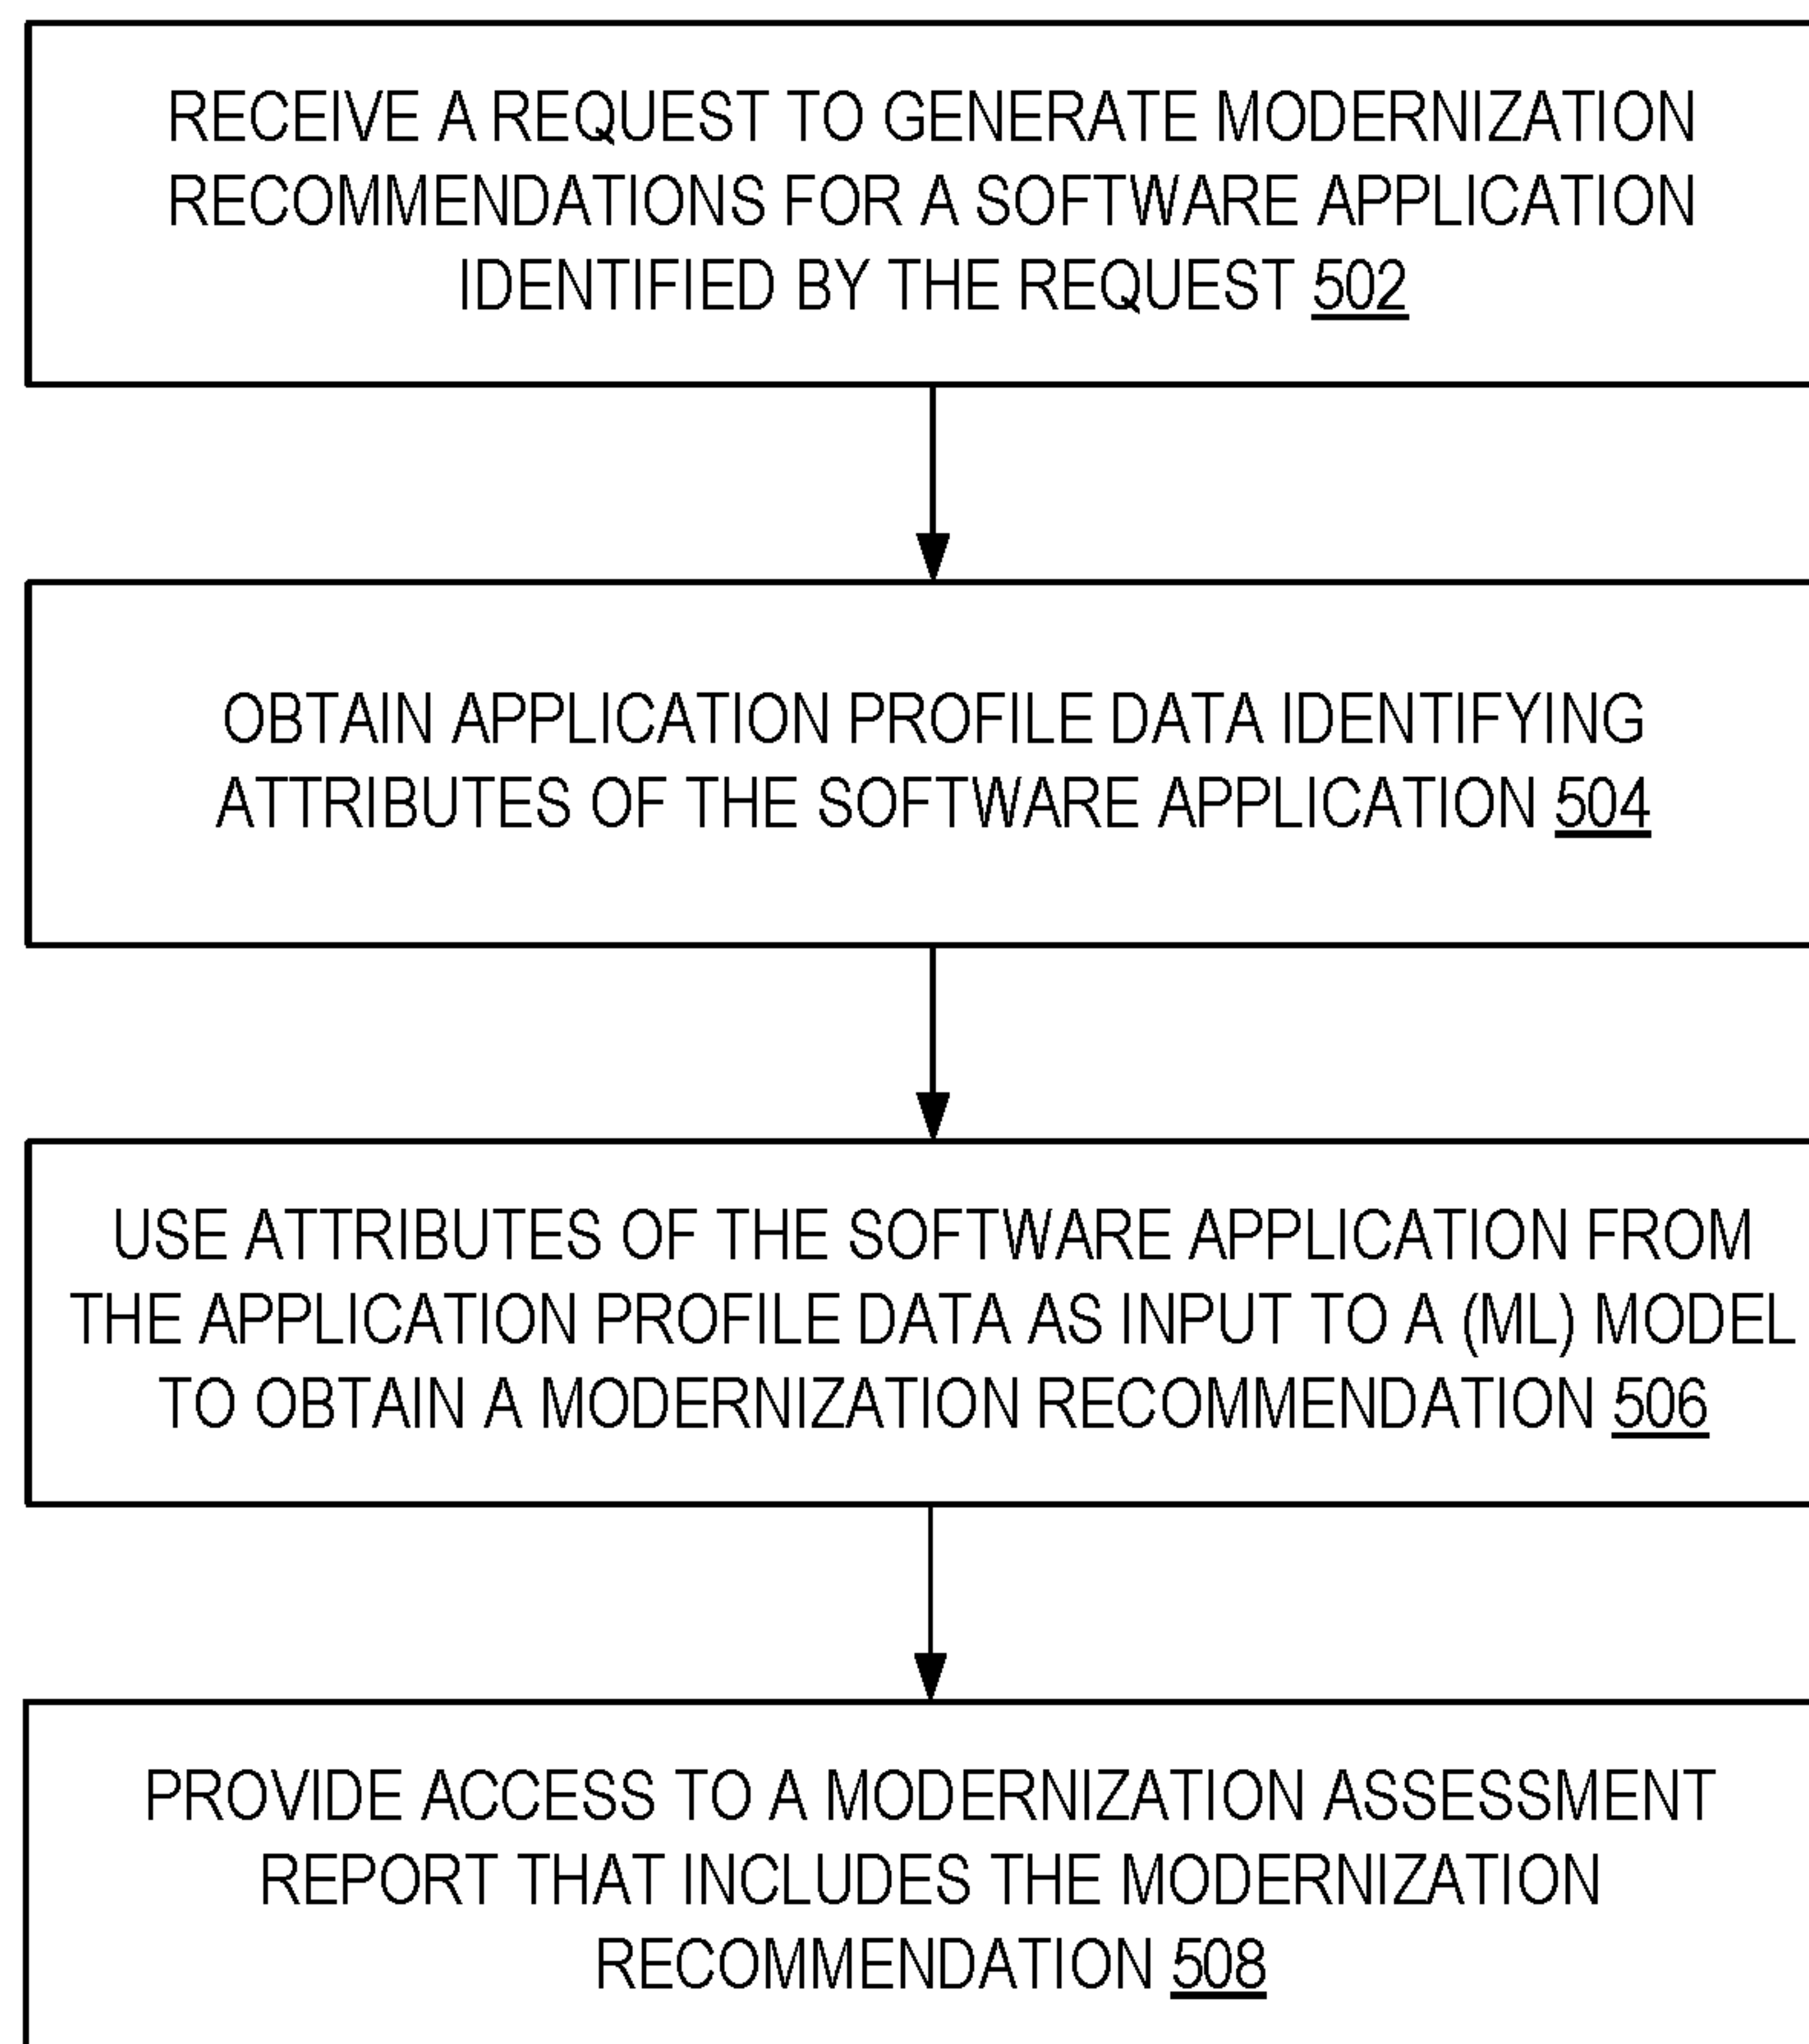 RECEIVE A REQUEST TO GENERATE MODERNIZATION
RECOMMENDATIONS FOR A SOFTWARE APPLICATION
IDENTIFIED BY THE REQUEST 502
OBTAIN APPLICATION PROFILE DATA IDENTIFYING
ATTRIBUTES OF THE SOFTWARE APPLICATION 504
USE ATTRIBUTES OF THE SOFTWARE APPLICATION FROM
THE APPLICATION PROFILE DATA AS INPUT TO A (ML) MODEL
TO OBTAIN A MODERNIZATION RECOMMENDATION 506
PROVIDE ACCESS TO A MODERNIZATION ASSESSMENT
REPORT THAT INCLUDES THE MODERNIZATION
RECOMMENDATION 508